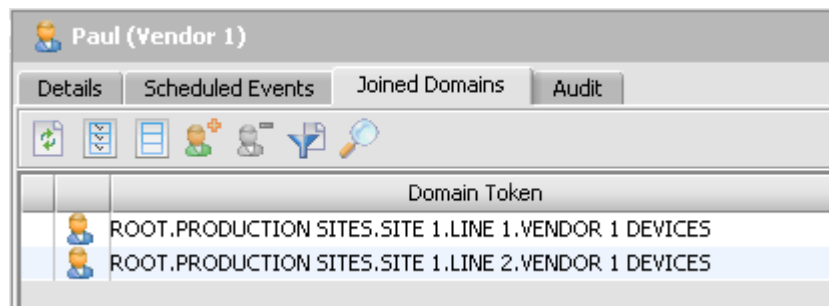 Paul (Vendor 1)
Details Scheduled Events Joined Domains Audit
Domain Token
ROOT.PRODUCTION SITES.SITE 1.LINE 1.VENDOR 1 DEVICES
ROOT.PRODUCTION SITES.SITE 1.LINE 2.VENDOR 1 DEVICES